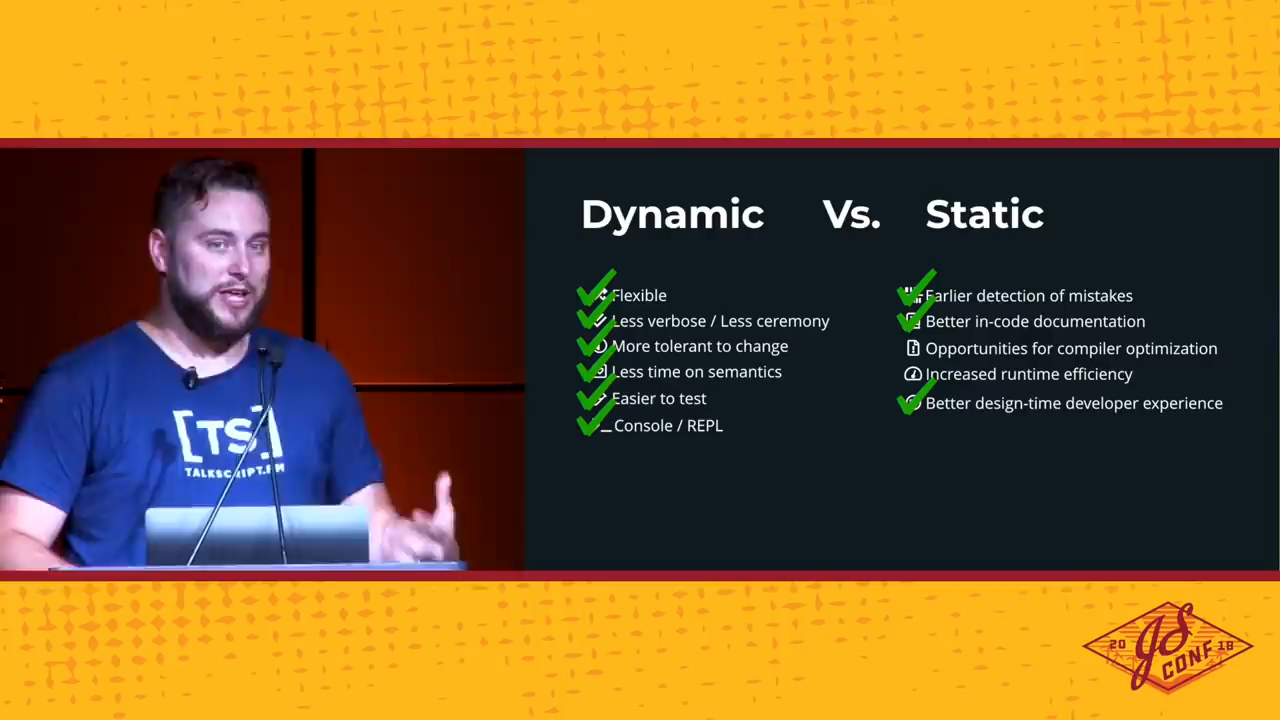 Dynamic Vs. Static
Flexible
Less verbose / Less ceremony
More tolerant to change
Less time on semantics
Easier to test
Console / REPL
Earlier detection of mistakes
Better in-code documentation
Opportunities for compiler optimization
Increased runtime efficiency
Better design-time developer experience
[TS]
TALKSCRIPT.FM
20 JS 18
CONF